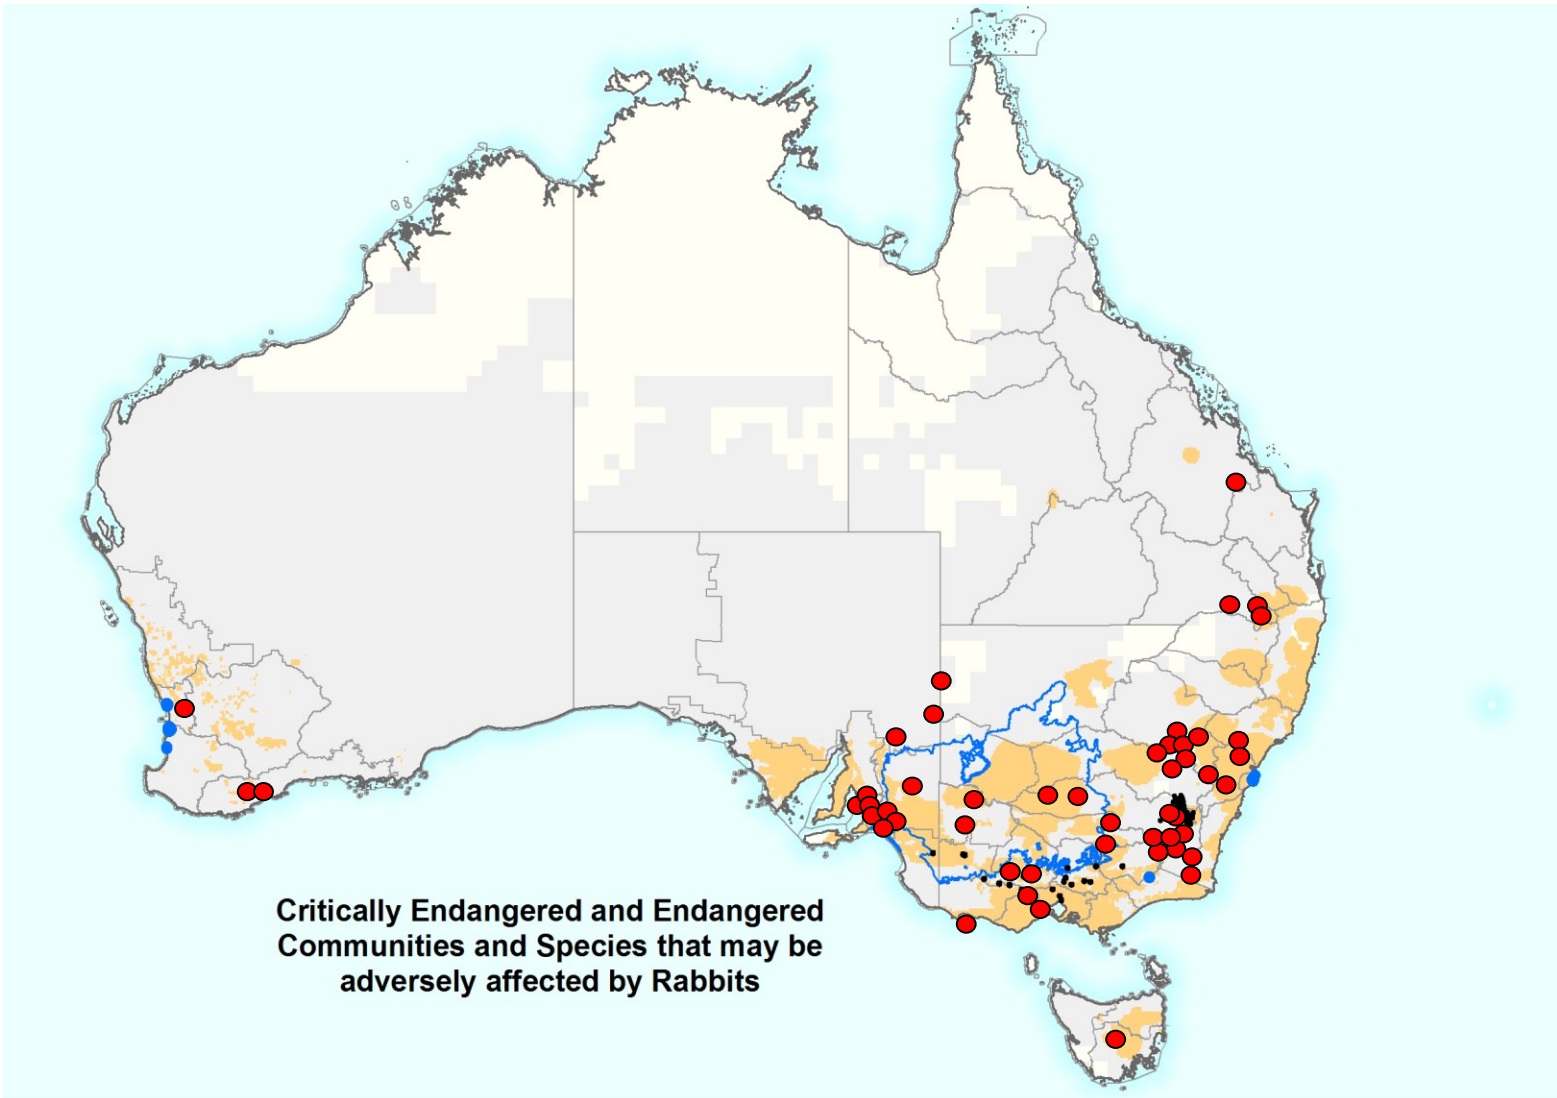 Critically Endangered and Endangered
Communities and Species that may be
adversely affected by Rabbits